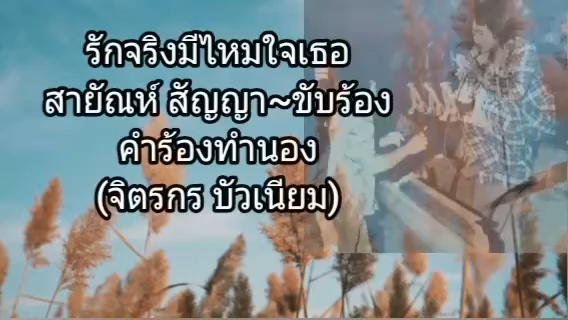 รักจริงมีไหมใจเธอ
สายัณห์ สัญญา~ขับร้อง
คำร้องทำนอง
(จิตรกร บัวเนียม)